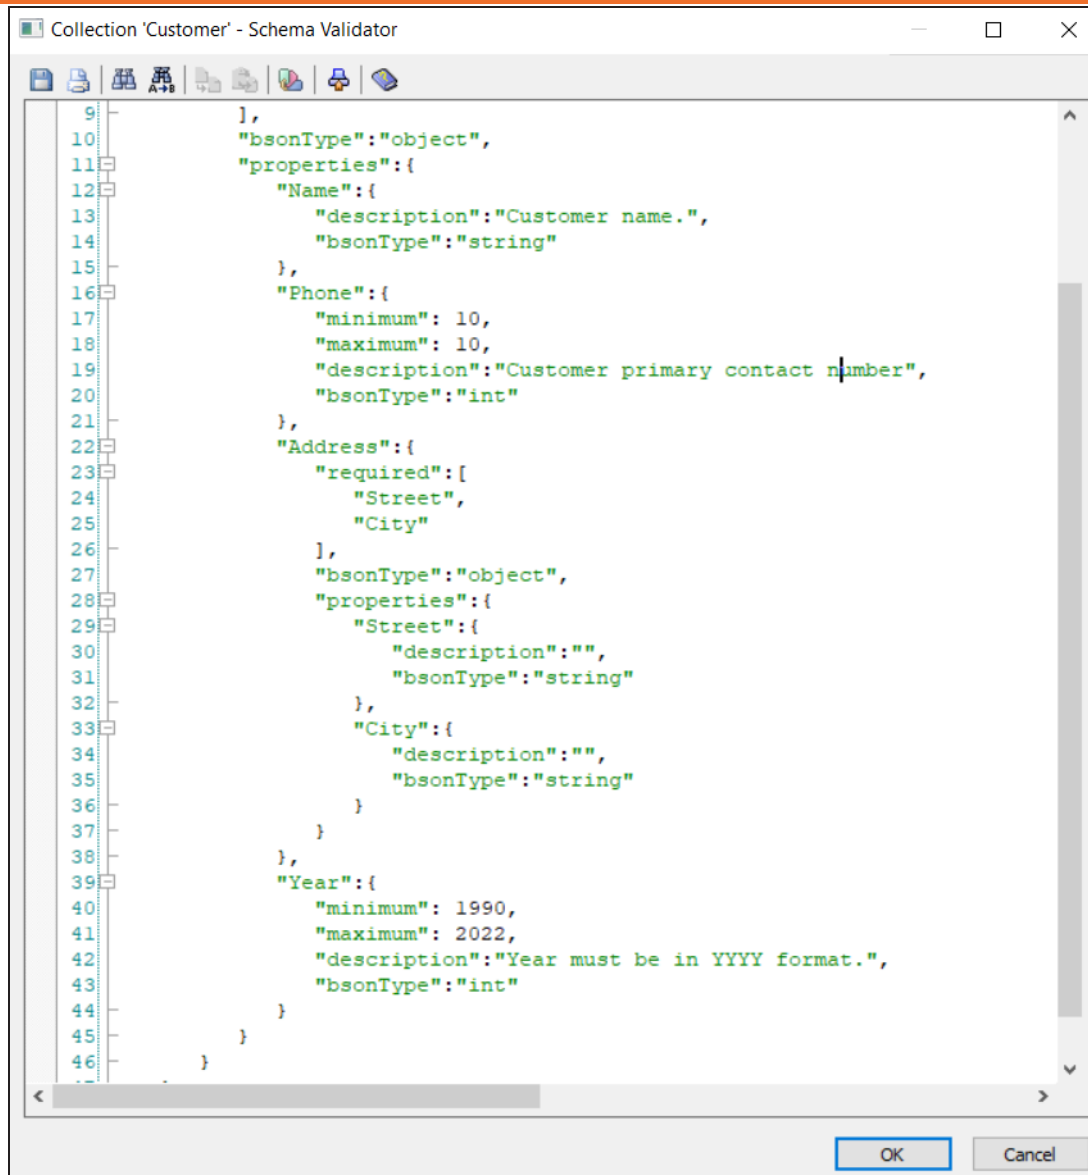 Collection 'Customer' - Schema Validator
A→B
9 ],
10 "bsonType":"object",
11 "properties":{
12 "Name":{
13 "description":"Customer name.",
14 "bsonType":"string"
15 },
16 "Phone":{
17 "minimum": 10,
18 "maximum": 10,
19 "description":"Customer primary contact number",
20 "bsonType":"int"
21 },
22 "Address":{
23 "required":[
24 "Street",
25 "City"
26 ],
27 "bsonType":"object",
28 "properties":{
29 "Street":{
30 "description":"",
31 "bsonType":"string"
32 },
33 "City":{
34 "description":"",
35 "bsonType":"string"
36 }
37 }
38 },
39 "Year":{
40 "minimum": 1990,
41 "maximum": 2022,
42 "description":"Year must be in YYYY format.",
43 "bsonType":"int"
44 }
45 }
46 }
OK Cancel